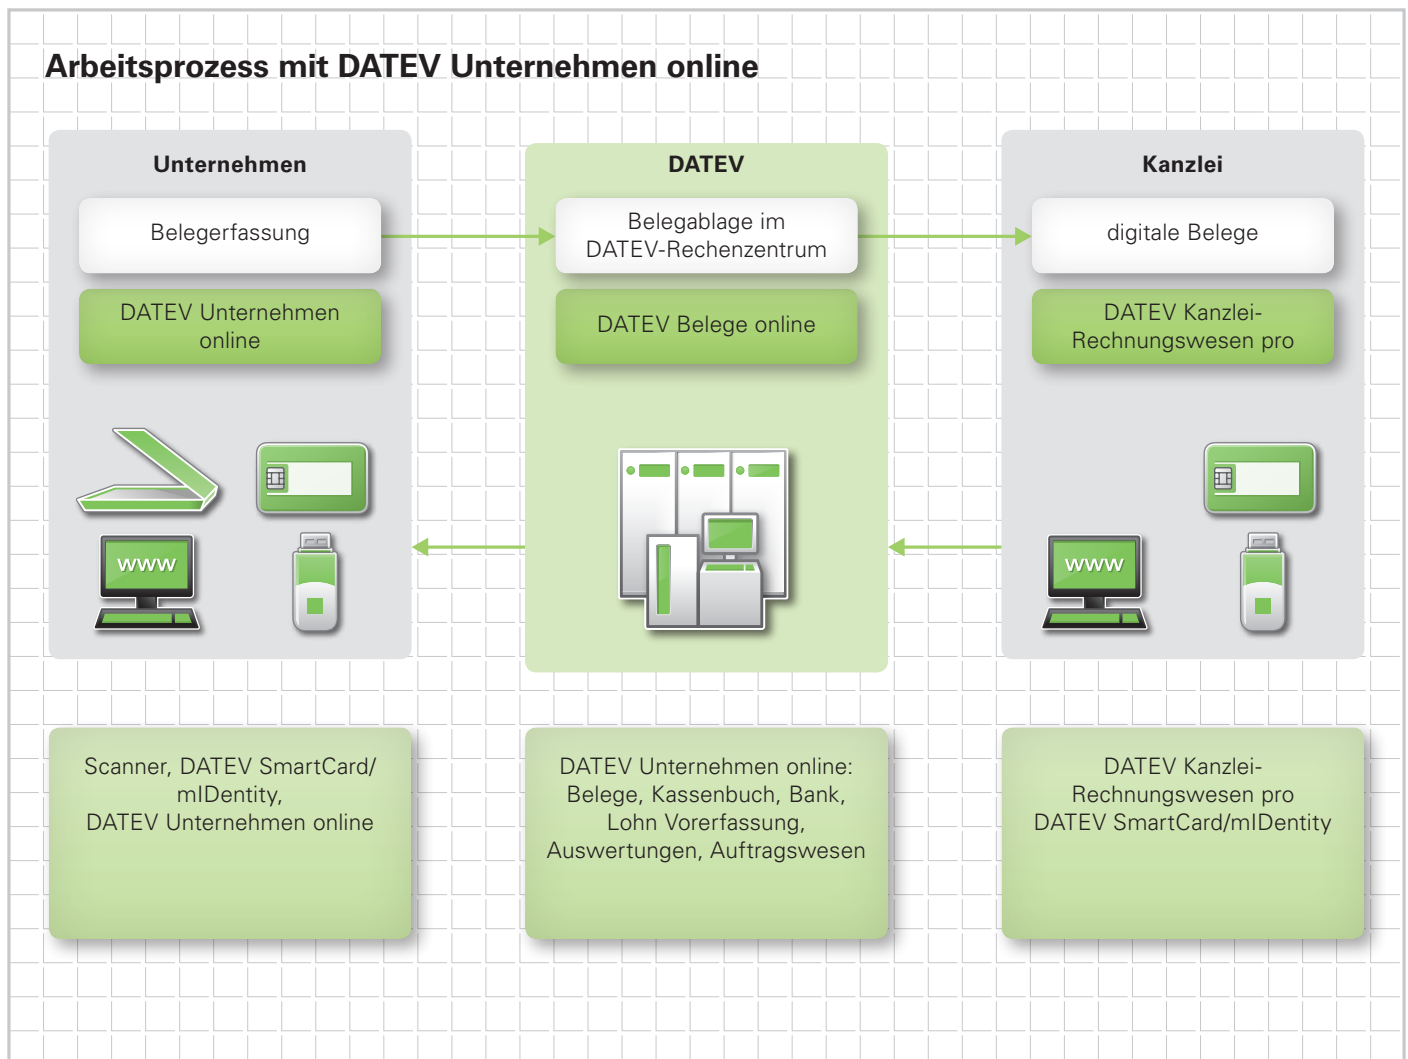 Arbeitsprozess mit DATEV Unternehmen online
Unternehmen
Belegerfassung
DATEV Unternehmen
online
www
DATEV
Belegablage im
DATEV-Rechenzentrum
DATEV Belege online
Kanzlei
digitale Belege
DATEV Kanzlei-
Rechnungswesen pro
www
Scanner, DATEV SmartCard/
mIDentity,
DATEV Unternehmen online
DATEV Unternehmen online:
Belege, Kassenbuch, Bank,
Lohn Vorerfassung,
Auswertungen, Auftragswesen
DATEV Kanzlei-
Rechnungswesen pro
DATEV SmartCard/mIDentity